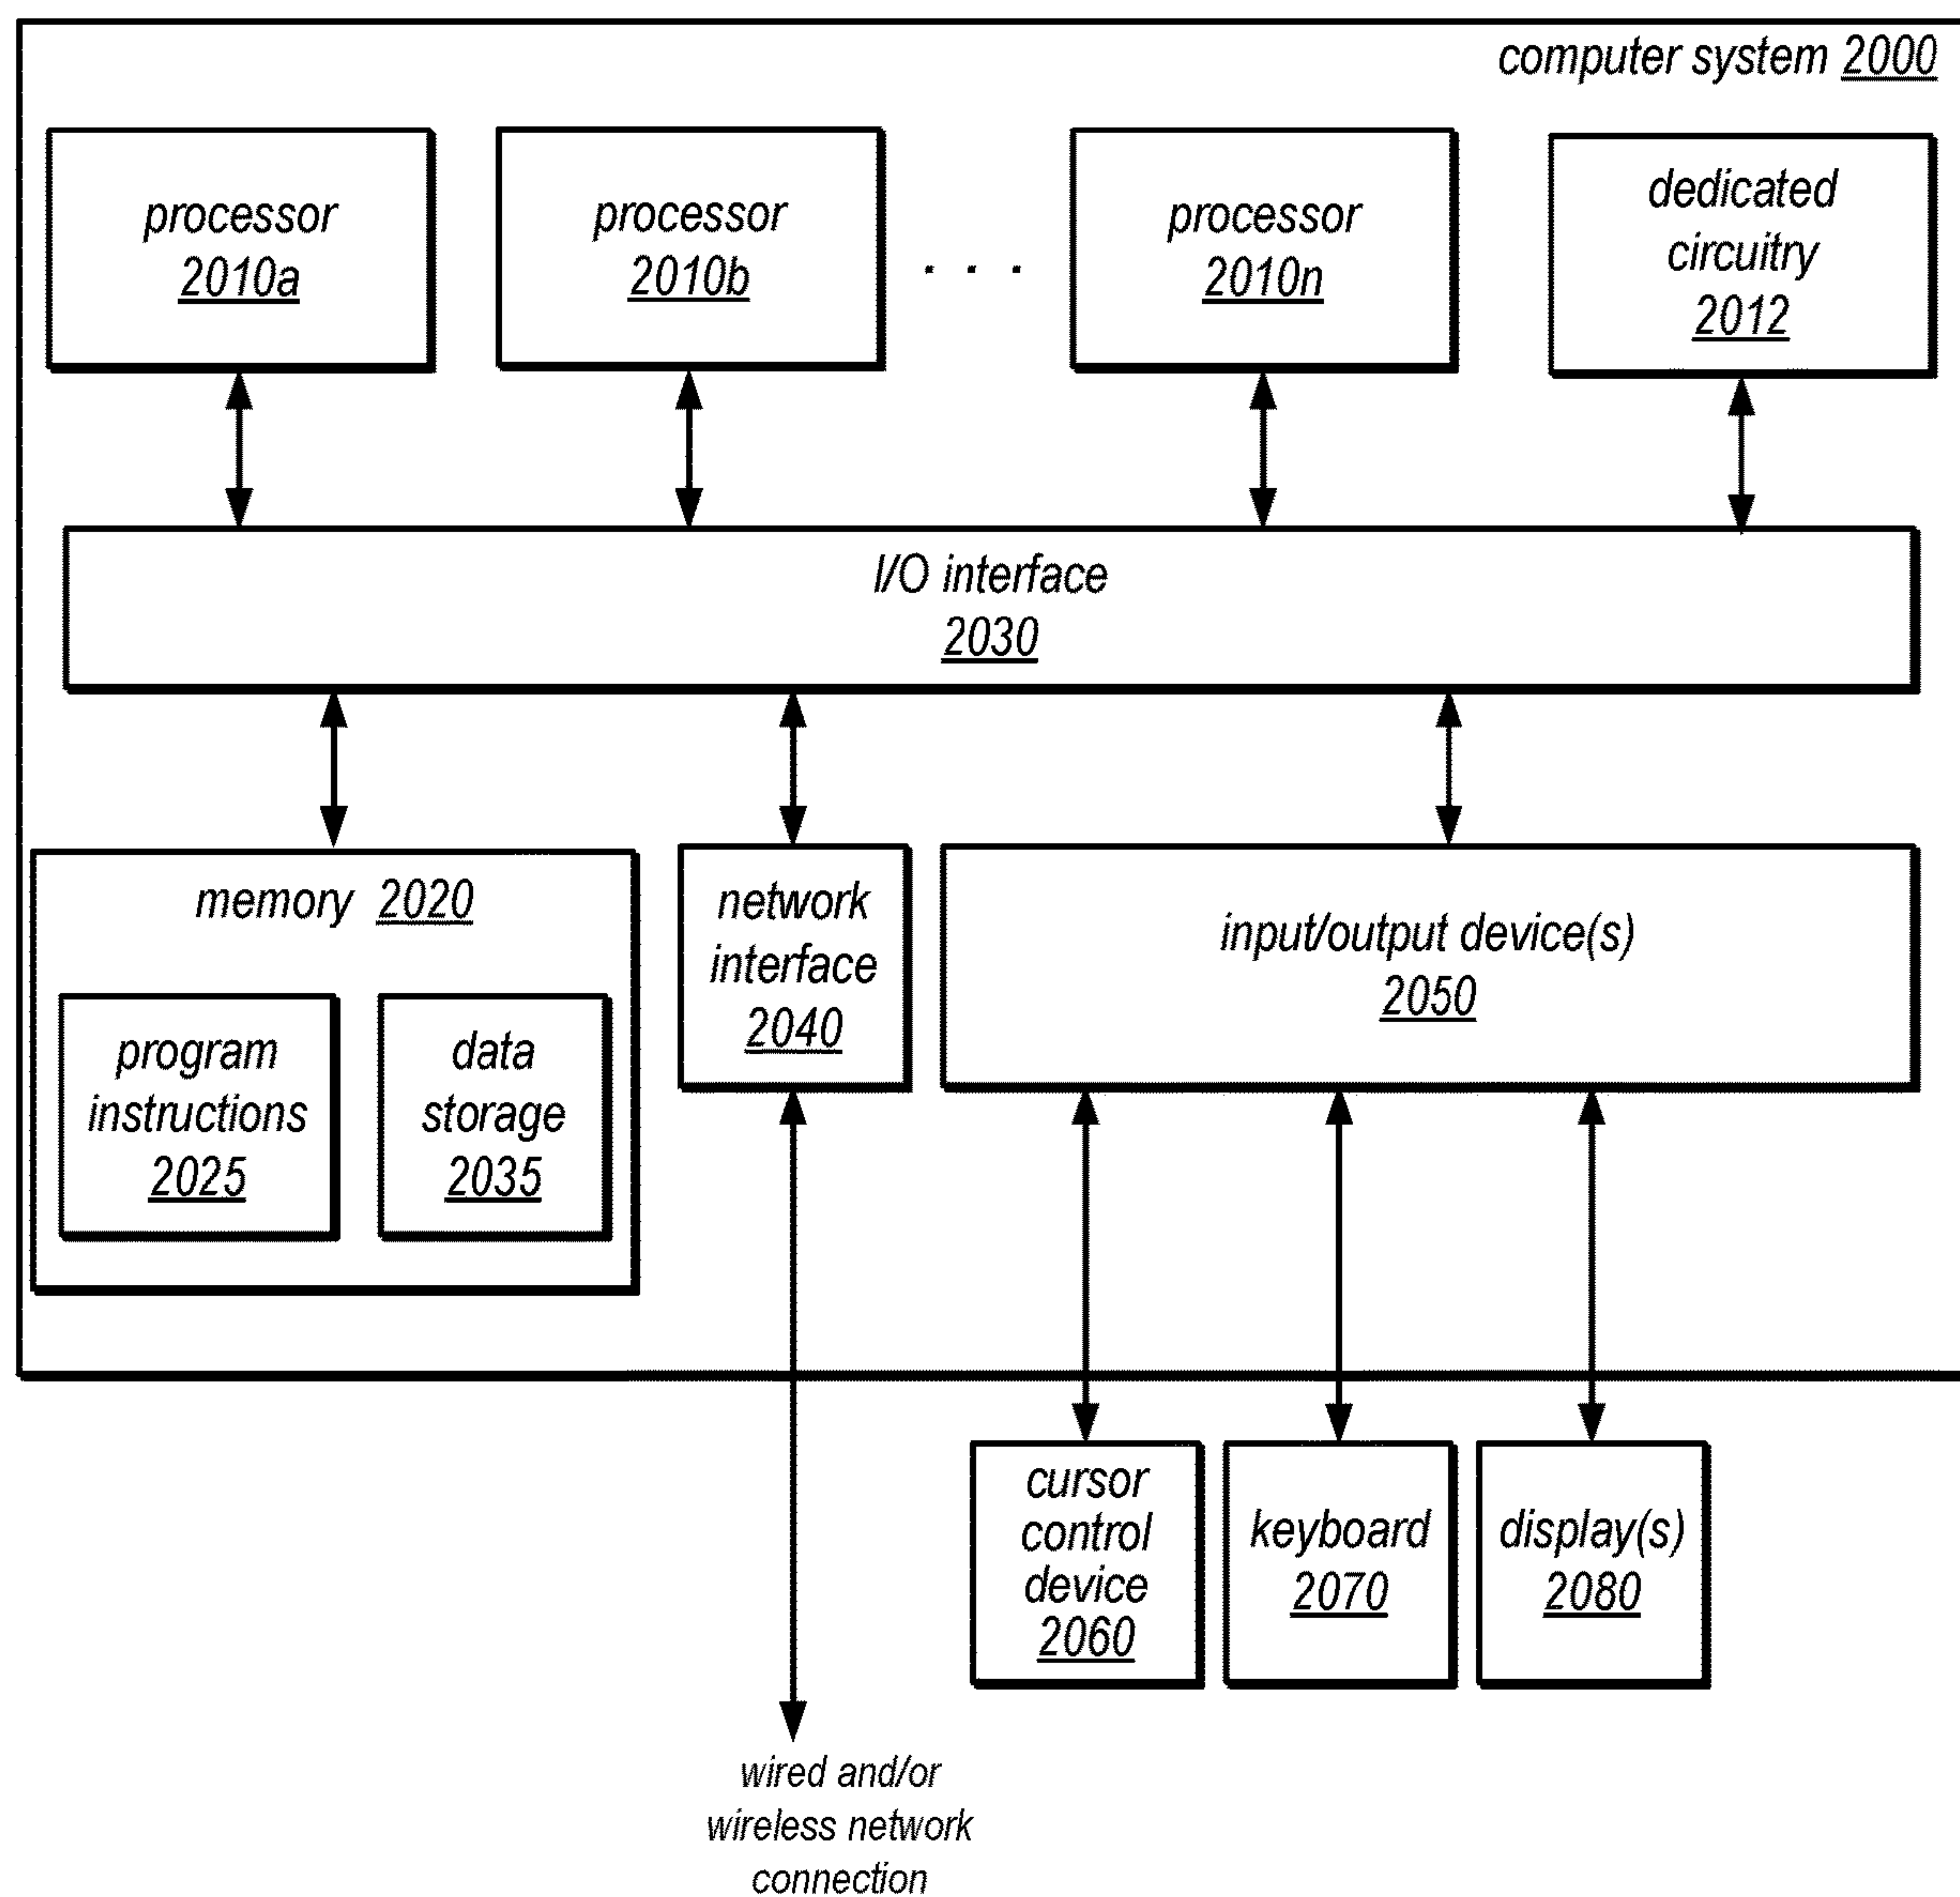 computer system 2000
processor
2010a
processor
2010b
. . .
processor
2010n
dedicated
circuitry
2012
I/O interface
2030
memory 2020
program
instructions
2025
data
storage
2035
network
interface
2040
input/output device(s)
2050
cursor
control
device
2060
keyboard
2070
display(s)
2080
wired and/or
wireless network
connection